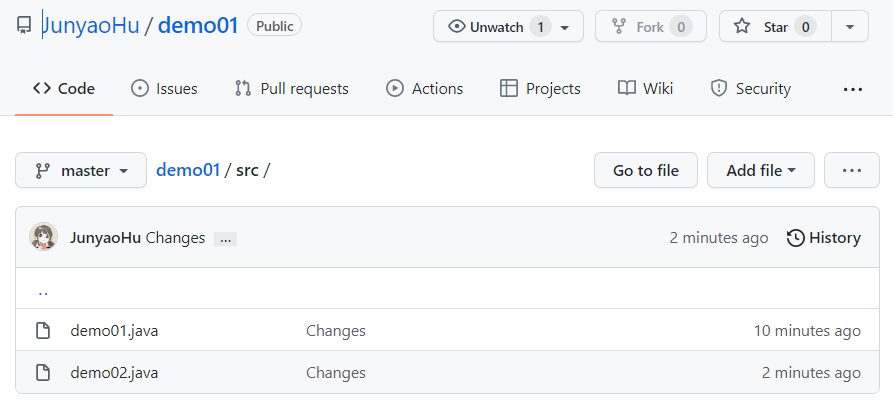 JunyaoHu / demo01 Public Unwatch 1 Fork 0 Star 0
Code Issues Pull requests Actions Projects Wiki Security ...
master demo01 / src / Go to file Add file ...
JunyaoHu Changes ... 2 minutes ago History
..
demo01.java Changes 10 minutes ago
demo02.java Changes 2 minutes ago